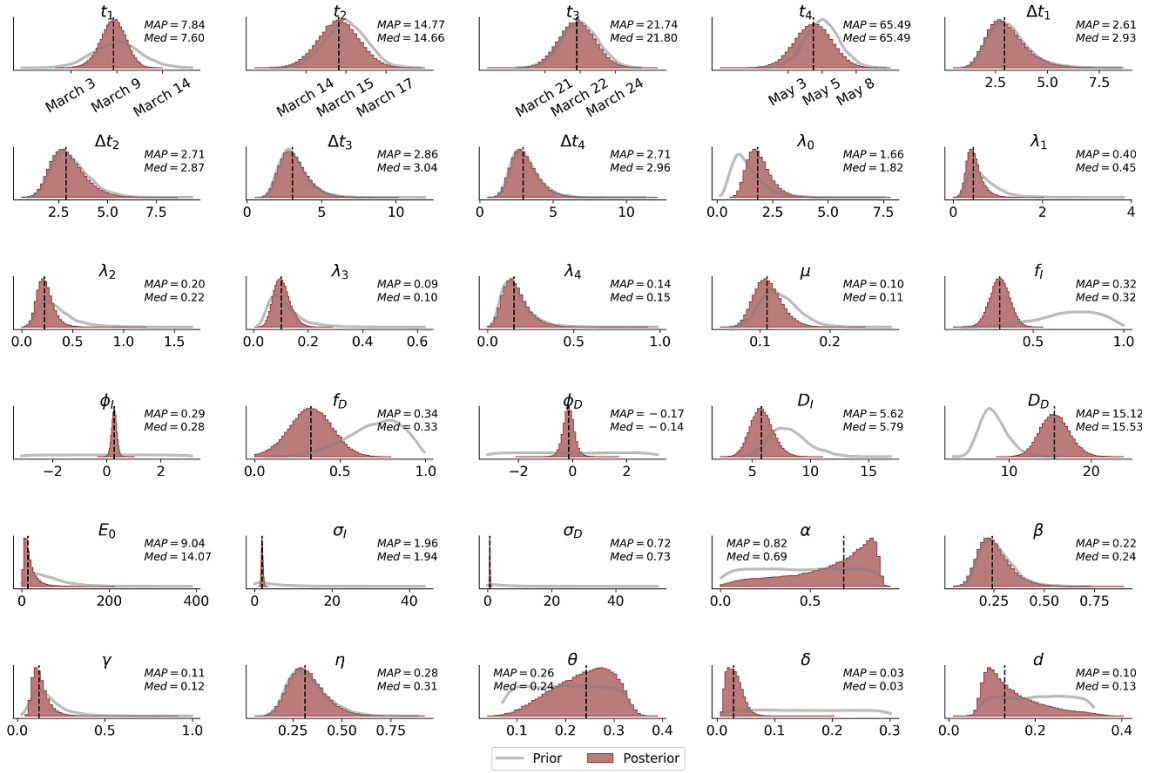 t₁ t₂ t₃ t₄ Δt₁
MAP = 7.84 MAP = 14.77 MAP = 21.74 MAP = 65.49 MAP = 2.61
Med = 7.60 Med = 14.66 Med = 21.80 Med = 65.49 Med = 2.93
March 3 March 9 March 14 March 14 March 15 March 17 March 21 March 22 March 24 May 3 May 5 May 8 2.5 5.0 7.5
Δt₂ Δt₃ Δt₄ λ₀ λ₁
MAP = 2.71 MAP = 2.86 MAP = 2.71 MAP = 1.66 MAP = 0.40
Med = 2.87 Med = 3.04 Med = 2.96 Med = 1.82 Med = 0.45
2.5 5.0 7.5 0 5 10 0 5 10 0.0 2.5 5.0 7.5 0 2 4
λ₂ λ₃ λ₄ μ f_I
MAP = 0.20 MAP = 0.09 MAP = 0.14 MAP = 0.10 MAP = 0.32
Med = 0.22 Med = 0.10 Med = 0.15 Med = 0.11 Med = 0.32
0.0 0.5 1.0 1.5 0.0 0.2 0.4 0.6 0.0 0.5 1.0 0.1 0.2 0.5 1.0
ϕ_I f_D ϕ_D D_I D_D
MAP = 0.29 MAP = 0.34 MAP = −0.17 MAP = 5.62 MAP = 15.12
Med = 0.28 Med = 0.33 Med = −0.14 Med = 5.79 Med = 15.53
−2 0 2 0.0 0.5 1.0 −2 0 2 5 10 15 10 20
E₀ σ_I σ_D α β
MAP = 9.04 MAP = 1.96 MAP = 0.72 MAP = 0.82 MAP = 0.22
Med = 14.07 Med = 1.94 Med = 0.73 Med = 0.69 Med = 0.24
0 200 400 0 20 40 0 20 40 0.0 0.5 0.25 0.50 0.75
γ η θ δ d
MAP = 0.11 MAP = 0.28 MAP = 0.26 MAP = 0.03 MAP = 0.10
Med = 0.12 Med = 0.31 Med = 0.24 Med = 0.03 Med = 0.13
0.0 0.5 1.0 0.25 0.50 0.75 0.1 0.2 0.3 0.4 0.0 0.1 0.2 0.3 0.0 0.2 0.4
Prior Posterior